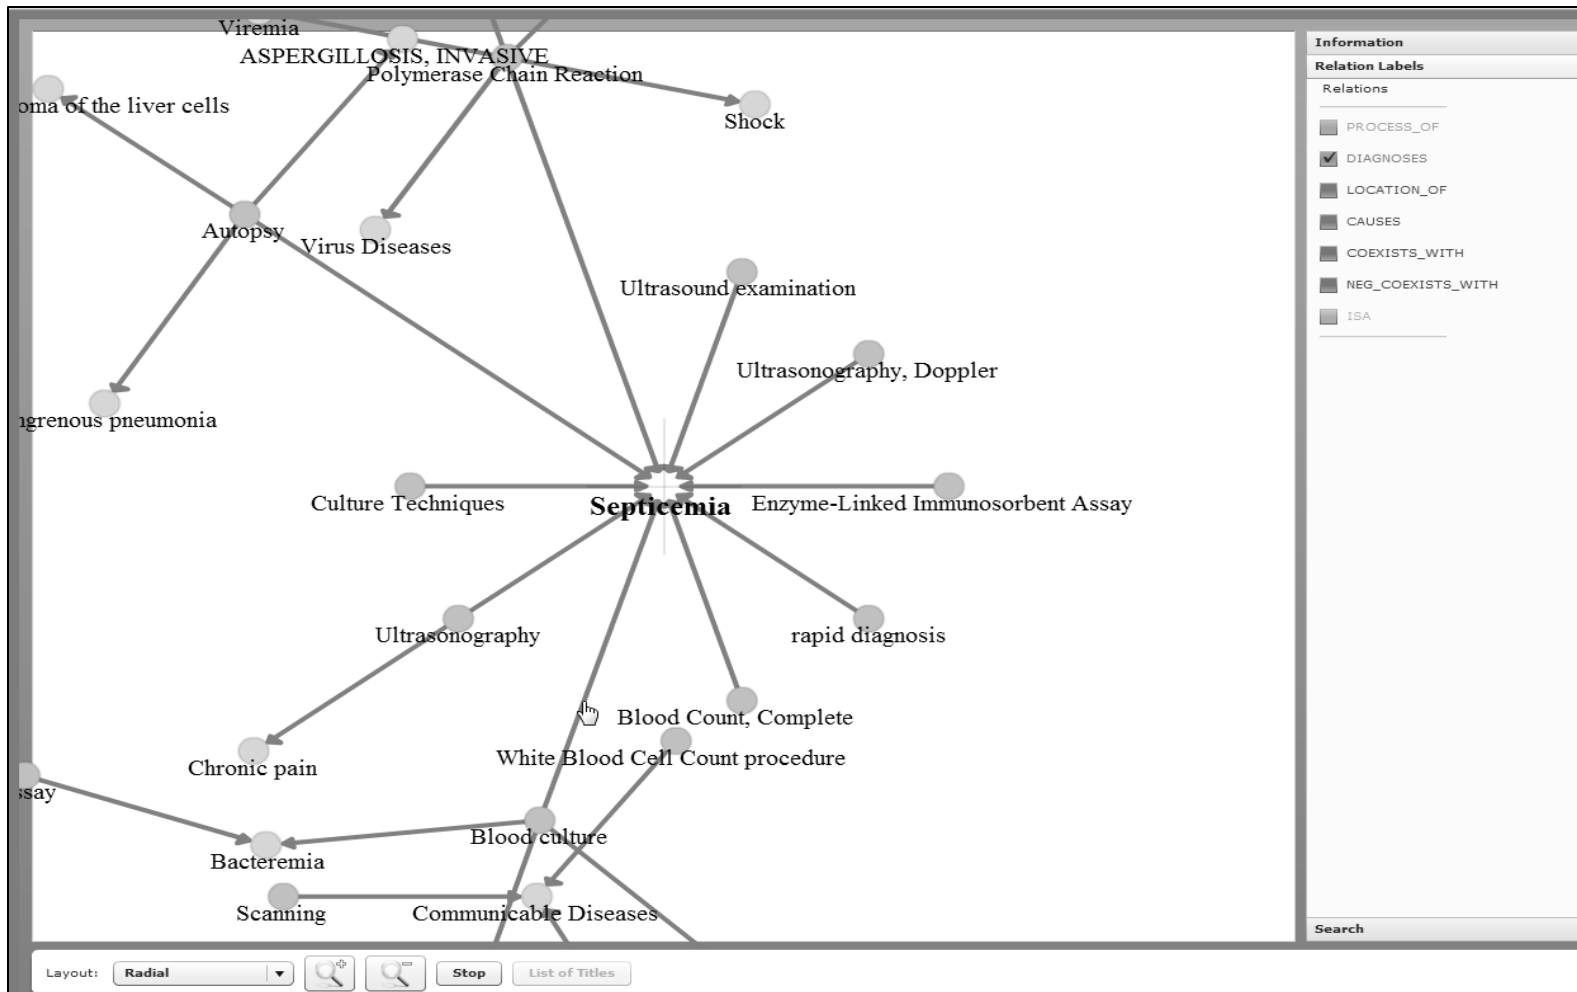 Viremia
ASPERGILLOSIS, INVASIVE
Polymerase Chain Reaction
oma of the liver cells
Shock
Autopsy
Virus Diseases
Ultrasound examination
Ultrasonography, Doppler
ngrenous pneumonia
Culture Techniques
Septicemia
Enzyme-Linked Immunosorbent Assay
Ultrasonography
rapid diagnosis
Blood Count, Complete
White Blood Cell Count procedure
Chronic pain
ssay
Blood culture
Bacteremia
Scanning
Communicable Diseases
Information
Relation Labels
Relations
PROCESS_OF
DIAGNOSES
LOCATION_OF
CAUSES
COEXISTS_WITH
NEG_COEXISTS_WITH
ISA
Search
Layout: Radial Stop List of Titles